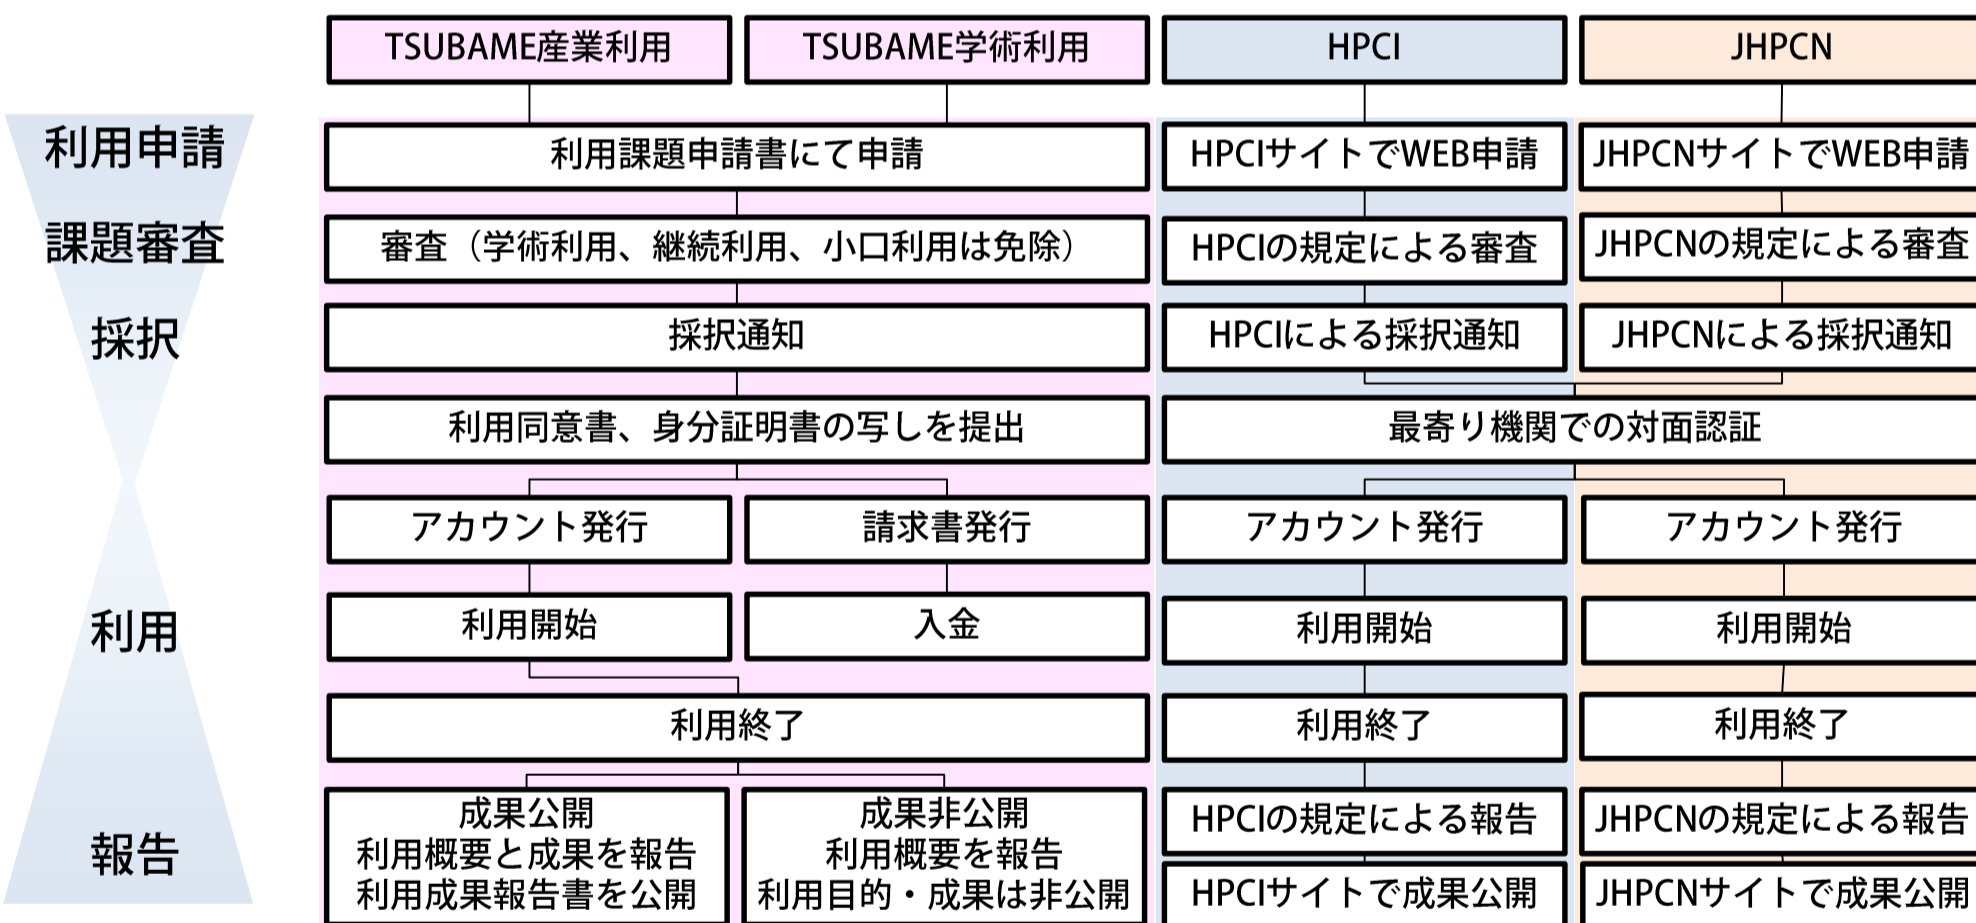 TSUBAME産業利用
TSUBAME学術利用
HPCI
JHPCN
利用申請
利用課題申請書にて申請
HPCIサイトでWEB申請
JHPCNサイトでWEB申請
課題審査
審査（学術利用、継続利用、小口利用は免除）
HPCIの規定による審査
JHPCNの規定による審査
採択
採択通知
HPCIによる採択通知
JHPCNによる採択通知
利用同意書、身分証明書の写しを提出
最寄り機関での対面認証
アカウント発行
請求書発行
アカウント発行
アカウント発行
利用
利用開始
入金
利用開始
利用開始
利用終了
利用終了
利用終了
報告
成果公開
利用概要と成果を報告
利用成果報告書を公開
成果非公開
利用概要を報告
利用目的・成果は非公開
HPCIの規定による報告
JHPCNの規定による報告
HPCIサイトで成果公開
JHPCNサイトで成果公開